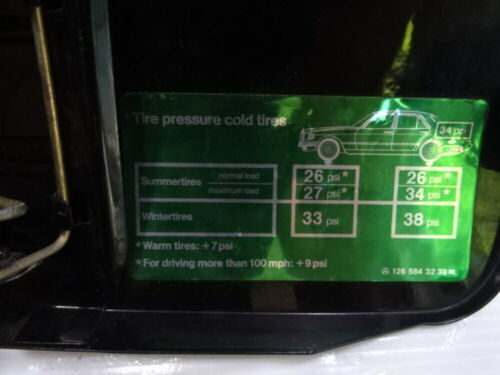 Tire pressure cold tires
34 psi
Summertires normal load 26 psi* 26 psi*
maximum load 27 psi* 34 psi*
Wintertires 33 psi 38 psi
*Warm tires: +7psi
*For driving more than 100 mph: +9 psi
126 584 32 39